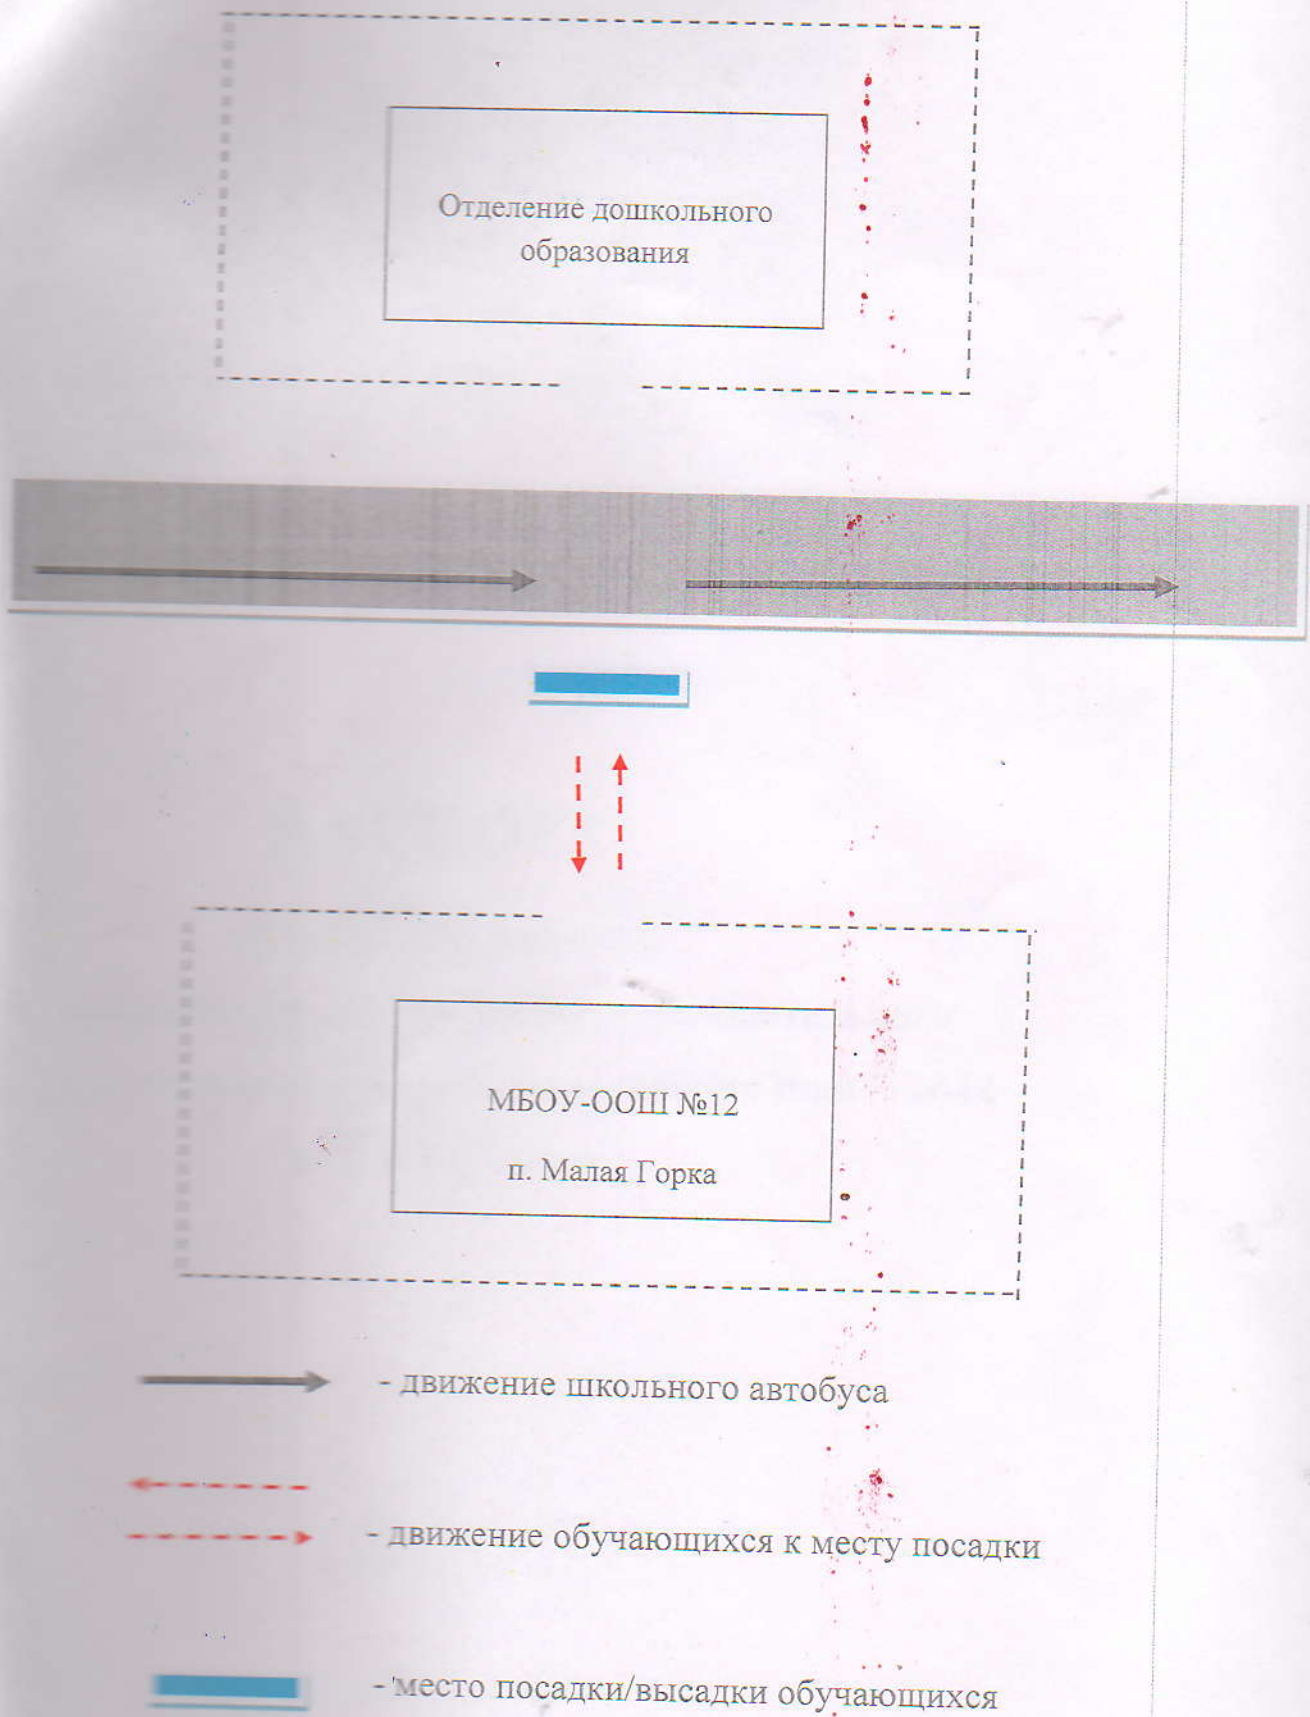 Отделение дошкольного
образования
МБОУ-ООШ №12
п. Малая Горка
- движение школьного автобуса
- движение обучающихся к месту посадки
- место посадки/высадки обучающихся